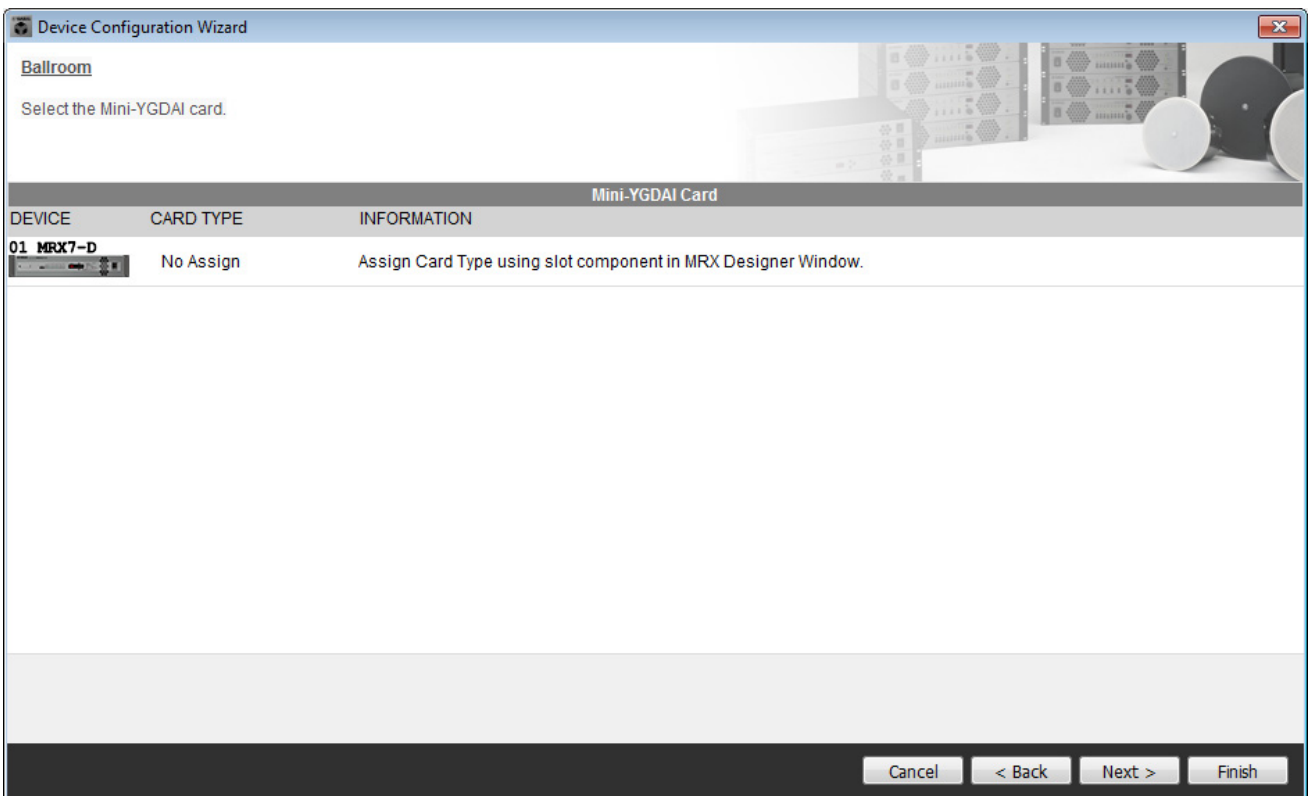 Device Configuration Wizard
Ballroom
Select the Mini-YGDAI card.
Mini-YGDAI Card
DEVICE CARD TYPE INFORMATION
01 MRX7-D
No Assign Assign Card Type using slot component in MRX Designer Window.
Cancel < Back Next > Finish